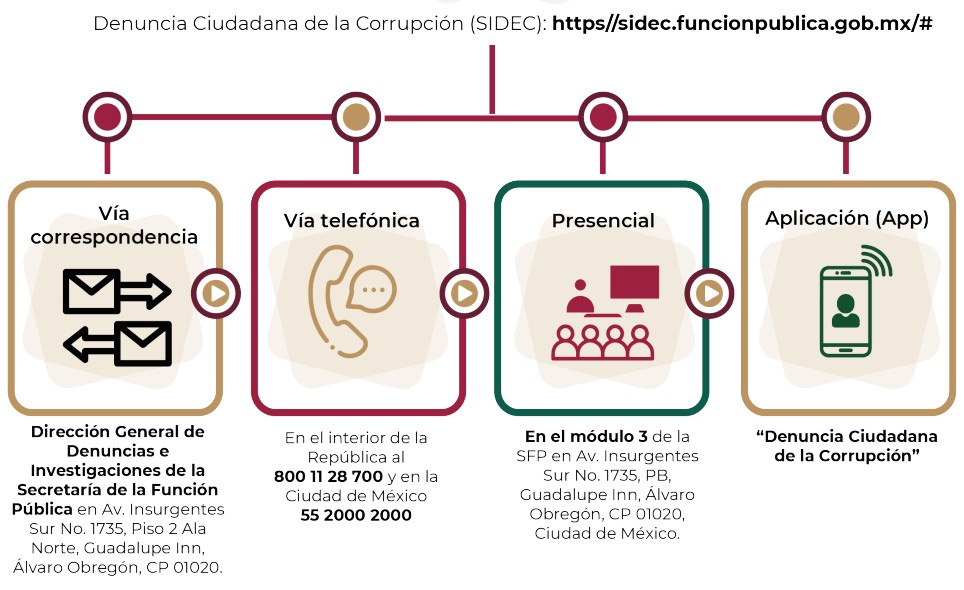 Denuncia Ciudadana de la Corrupción (SIDEC): https//sidec.funcionpublica.gob.mx/#
Vía
correspondencia
Dirección General de
Denuncias e
Investigaciones de la
Secretaría de la Función
Pública en Av. Insurgentes
Sur No. 1735, Piso 2 Ala
Norte, Guadalupe Inn,
Álvaro Obregón, CP 01020.
Vía telefónica
En el interior de la
República al
800 11 28 700 y en la
Ciudad de México
55 2000 2000
Presencial
En el módulo 3 de la
SFP en Av. Insurgentes
Sur No. 1735, PB,
Guadalupe Inn, Álvaro
Obregón, CP 01020,
Ciudad de México.
Aplicación (App)
“Denuncia Ciudadana
de la Corrupción”